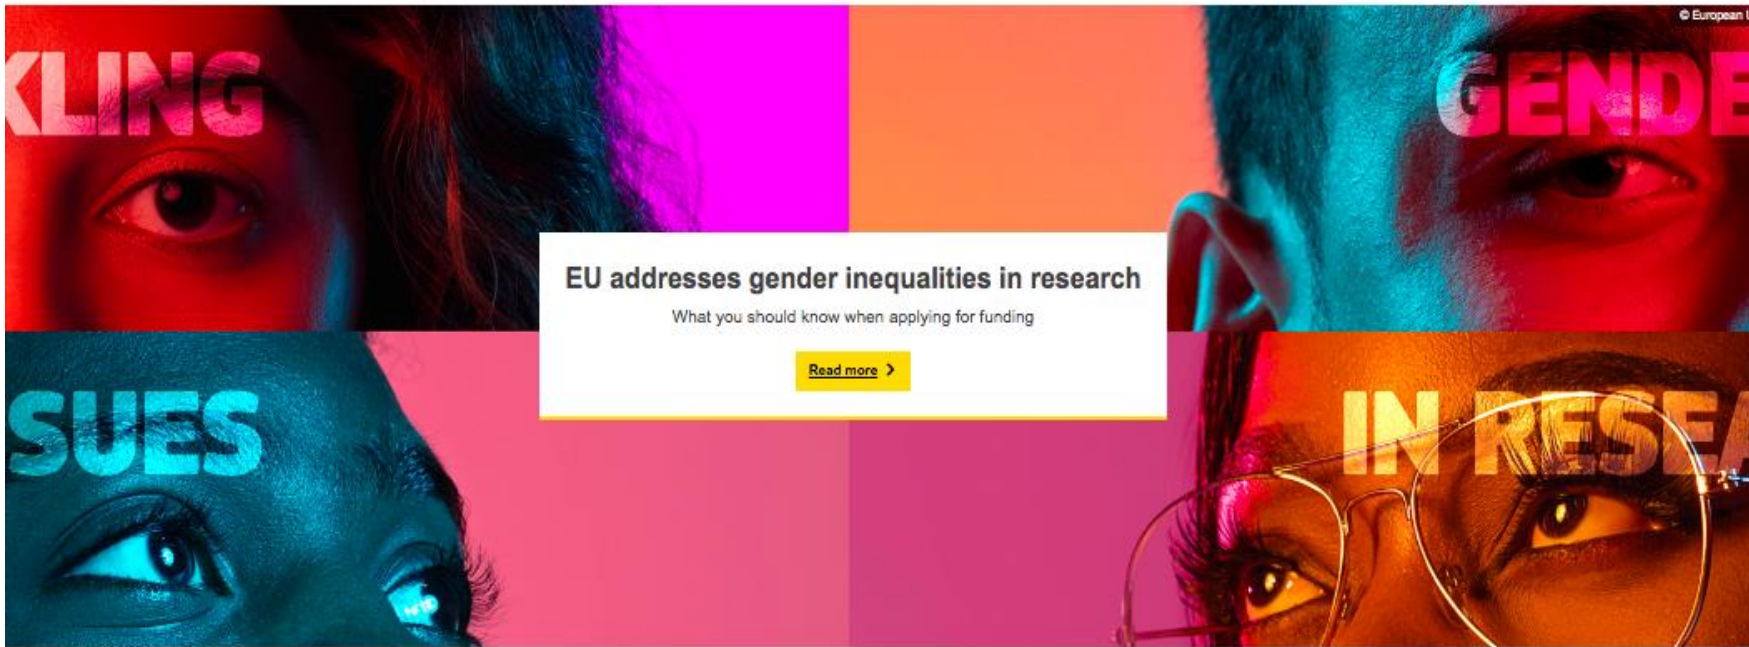 © European U
KLING
GENDE
EU addresses gender inequalities in research
What you should know when applying for funding
Read more
SUES
IN RESEA